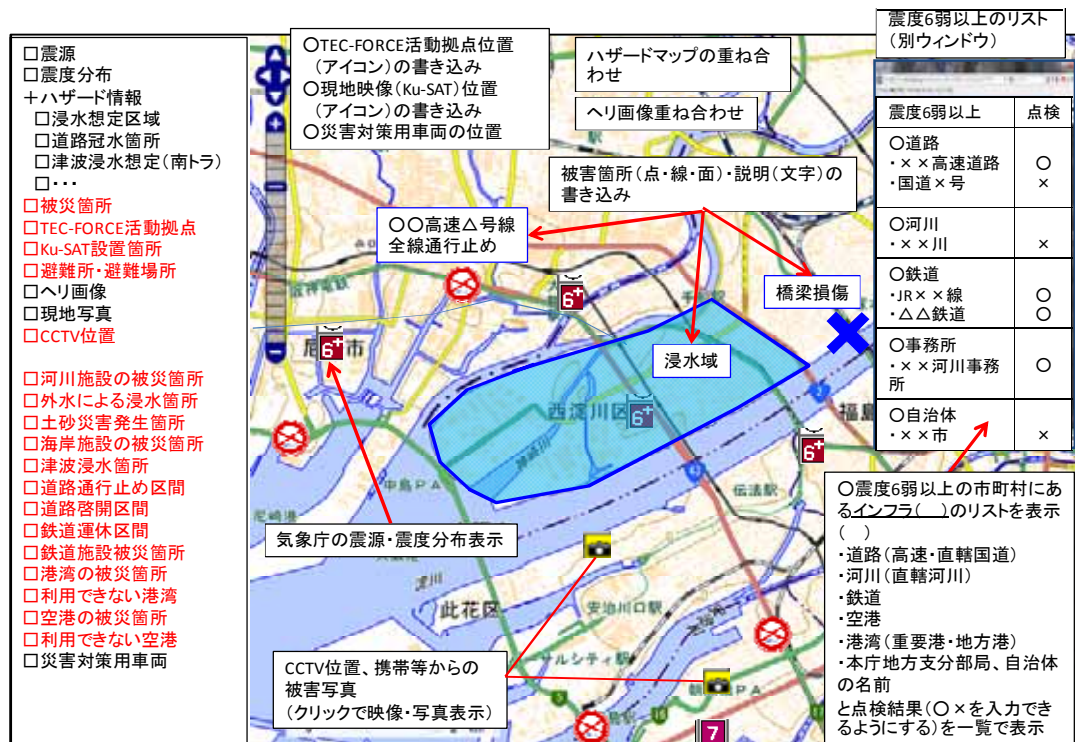 □震源
□震度分布
＋ハザード情報
□浸水想定区域
□道路冠水箇所
□津波浸水想定(南トラ)
□・・・
□被災箇所
□TEC-FORCE活動拠点
□Ku-SAT設置箇所
□避難所・避難場所
□ヘリ画像
□現地写真
□CCTV位置
□河川施設の被災箇所
□外水による浸水箇所
□土砂災害発生箇所
□海岸施設の被災箇所
□津波浸水箇所
□道路通行止め区間
□道路啓開区間
□鉄道運休区間
□鉄道施設被災箇所
□港湾の被災箇所
□利用できない港湾
□空港の被災箇所
□利用できない空港
□災害対策用車両
○TEC-FORCE活動拠点位置
（アイコン）の書き込み
○現地映像(Ku-SAT)位置
（アイコン）の書き込み
○災害対策用車両の位置
ハザードマップの重ね合
わせ
ヘリ画像重ね合わせ
被害箇所（点・線・面）・説明（文字）の
書き込み
○○高速△号線
全線通行止め
橋梁損傷
浸水域
気象庁の震源・震度分布表示
CCTV位置、携帯等からの
被害写真
（クリックで映像・写真表示）
6+
6+
6+
6+
7
市
西淀川区
福島
中島ＰＡ
伝法駅
尼崎港
淀川
此花区
安治川口駅
43
震度6弱以上のリスト
（別ウィンドウ）
震度6弱以上 点検
○道路
・××高速道路 ○
・国道×号 ×
○河川
・××川 ×
○鉄道
・JR××線 ○
・△△鉄道 ○
○事務所
・××河川事務 ○
所
○自治体
・××市 ×
○震度6弱以上の市町村にあ
るインフラ(　)のリストを表示
(　)
・道路（高速・直轄国道）
・河川（直轄河川）
・鉄道
・空港
・港湾（重要港・地方港）
・本庁地方支分部局、自治体
の名前
と点検結果（○×を入力でき
るようにする）を一覧で表示